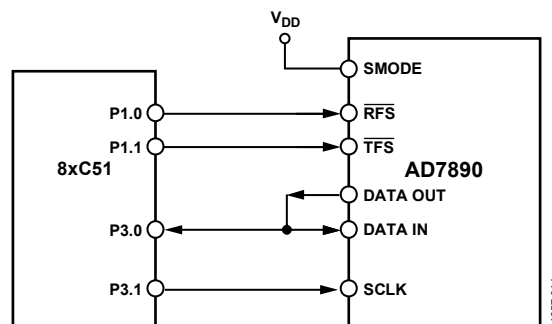 VDD
SMODE
P1.0
RFS
P1.1
TFS
8xC51
AD7890
DATA OUT
P3.0
DATA IN
P3.1
SCLK